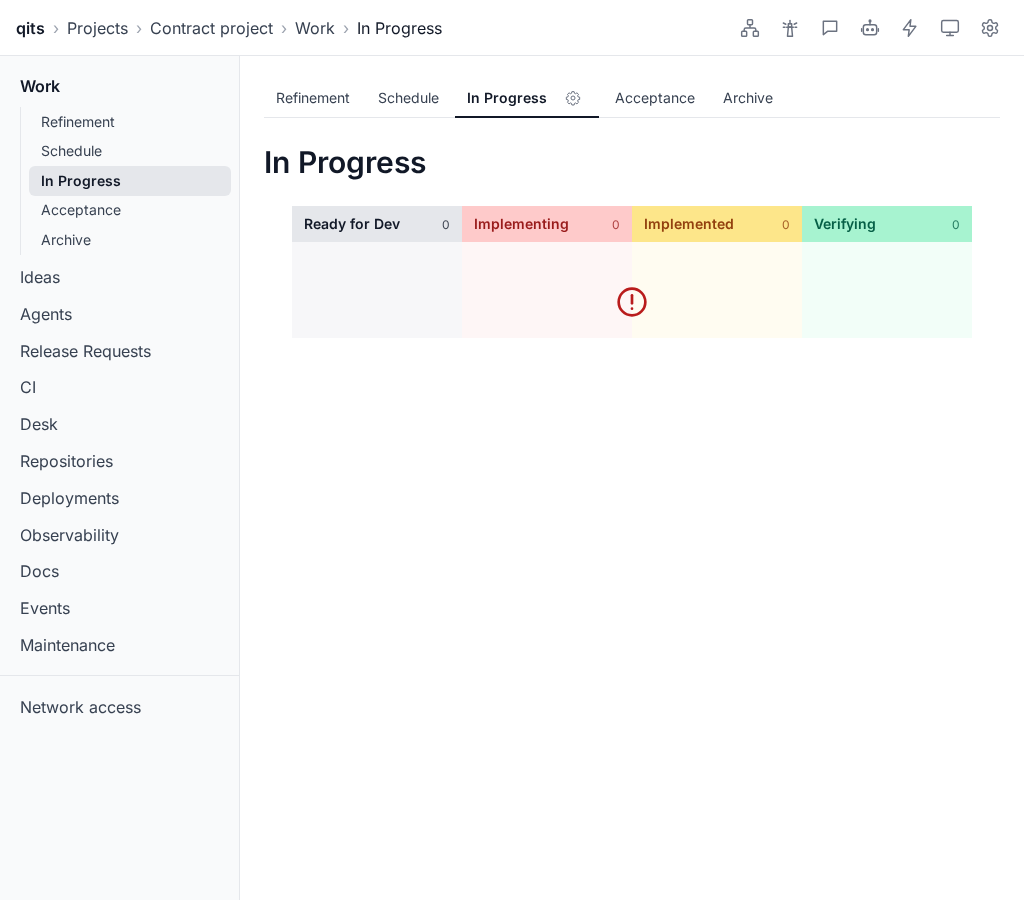 qits › Projects › Contract project › Work › In Progress
Work
Refinement
Schedule
In Progress
Acceptance
Archive
Ideas
Agents
Release Requests
CI
Desk
Repositories
Deployments
Observability
Docs
Events
Maintenance
Network access
Refinement Schedule In Progress Acceptance Archive
In Progress
Ready for Dev 0 Implementing 0 Implemented 0 Verifying 0